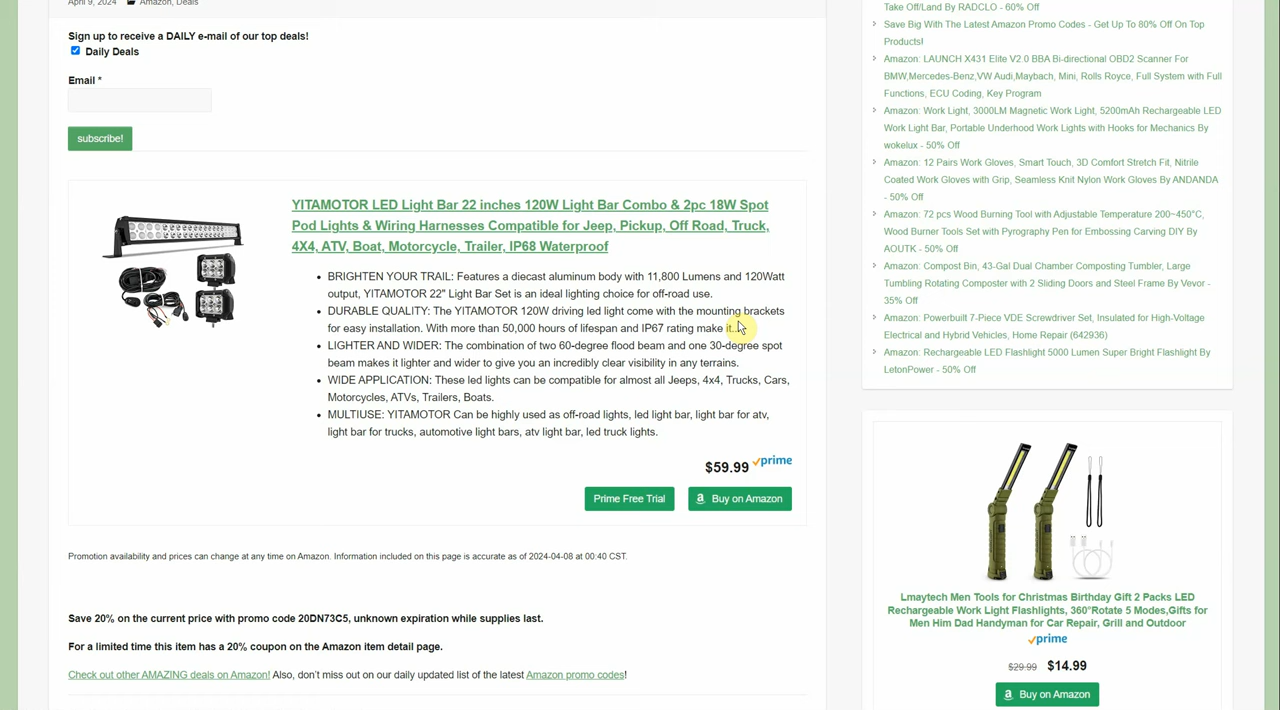 April 9, 2024 Amazon, Deals
Sign up to receive a DAILY e-mail of our top deals!
Daily Deals
Email *
subscribe!
YITAMOTOR LED Light Bar 22 inches 120W Light Bar Combo & 2pc 18W Spot
Pod Lights & Wiring Harnesses Compatible for Jeep, Pickup, Off Road, Truck,
4X4, ATV, Boat, Motorcycle, Trailer, IP68 Waterproof
BRIGHTEN YOUR TRAIL: Features a diecast aluminum body with 11,800 Lumens and 120Watt
output, YITAMOTOR 22" Light Bar Set is an ideal lighting choice for off-road use.
DURABLE QUALITY: The YITAMOTOR 120W driving led light come with the mounting brackets
for easy installation. With more than 50,000 hours of lifespan and IP67 rating make it...
LIGHTER AND WIDER: The combination of two 60-degree flood beam and one 30-degree spot
beam makes it lighter and wider to give you an incredibly clear visibility in any terrains.
WIDE APPLICATION: These led lights can be compatible for almost all Jeeps, 4x4, Trucks, Cars,
Motorcycles, ATVs, Trailers, Boats.
MULTIUSE: YITAMOTOR Can be highly used as off-road lights, led light bar, light bar for atv,
light bar for trucks, automotive light bars, atv light bar, led truck lights.
$59.99 prime
Prime Free Trial
Buy on Amazon
Promotion availability and prices can change at any time on Amazon. Information included on this page is accurate as of 2024-04-08 at 00:40 CST.
Save 20% on the current price with promo code 20DN73C5, unknown expiration while supplies last.
For a limited time this item has a 20% coupon on the Amazon item detail page.
Check out other AMAZING deals on Amazon! Also, don't miss out on our daily updated list of the latest Amazon promo codes!
Take Off/Land By RADCLO - 60% Off
Save Big With The Latest Amazon Promo Codes - Get Up To 80% Off On Top
Products!
Amazon: LAUNCH X431 Elite V2.0 BBA Bi-directional OBD2 Scanner For
BMW,Mercedes-Benz,VW Audi,Maybach, Mini, Rolls Royce, Full System with Full
Functions, ECU Coding, Key Program
Amazon: Work Light, 3000LM Magnetic Work Light, 5200mAh Rechargeable LED
Work Light Bar, Portable Underhood Work Lights with Hooks for Mechanics By
wokelux - 50% Off
Amazon: 12 Pairs Work Gloves, Smart Touch, 3D Comfort Stretch Fit, Nitrile
Coated Work Gloves with Grip, Seamless Knit Nylon Work Gloves By ANDANDA
- 50% Off
Amazon: 72 pcs Wood Burning Tool with Adjustable Temperature 200~450°C,
Wood Burner Tools Set with Pyrography Pen for Embossing Carving DIY By
AOUTK - 50% Off
Amazon: Compost Bin, 43-Gal Dual Chamber Composting Tumbler, Large
Tumbling Rotating Composter with 2 Sliding Doors and Steel Frame By Vevor -
35% Off
Amazon: Powerbuilt 7-Piece VDE Screwdriver Set, Insulated for High-Voltage
Electrical and Hybrid Vehicles, Home Repair (642936)
Amazon: Rechargeable LED Flashlight 5000 Lumen Super Bright Flashlight By
LetonPower - 50% Off
Lmaytech Men Tools for Christmas Birthday Gift 2 Packs LED
Rechargeable Work Light Flashlights, 360°Rotate 5 Modes,Gifts for
Men Him Dad Handyman for Car Repair, Grill and Outdoor
prime
$29.99 $14.99
Buy on Amazon